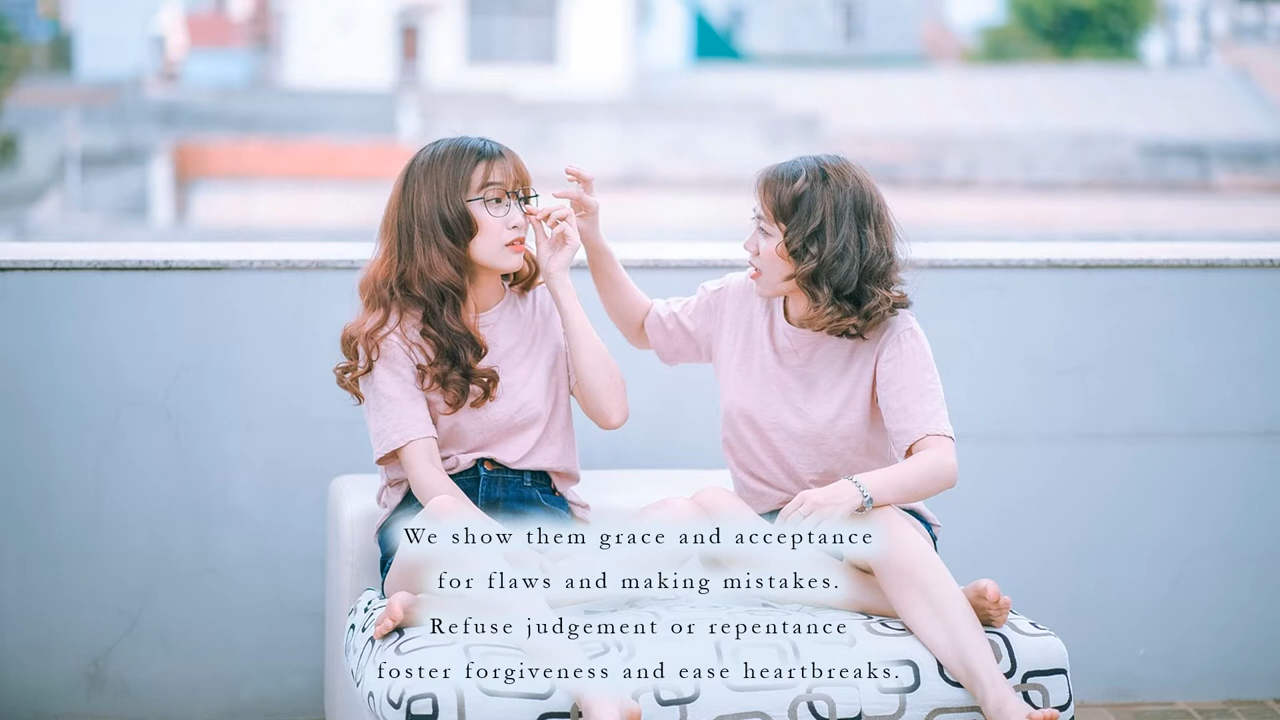 We show them grace and acceptance
for flaws and making mistakes.
Refuse judgement or repentance
foster forgiveness and ease heartbreaks.